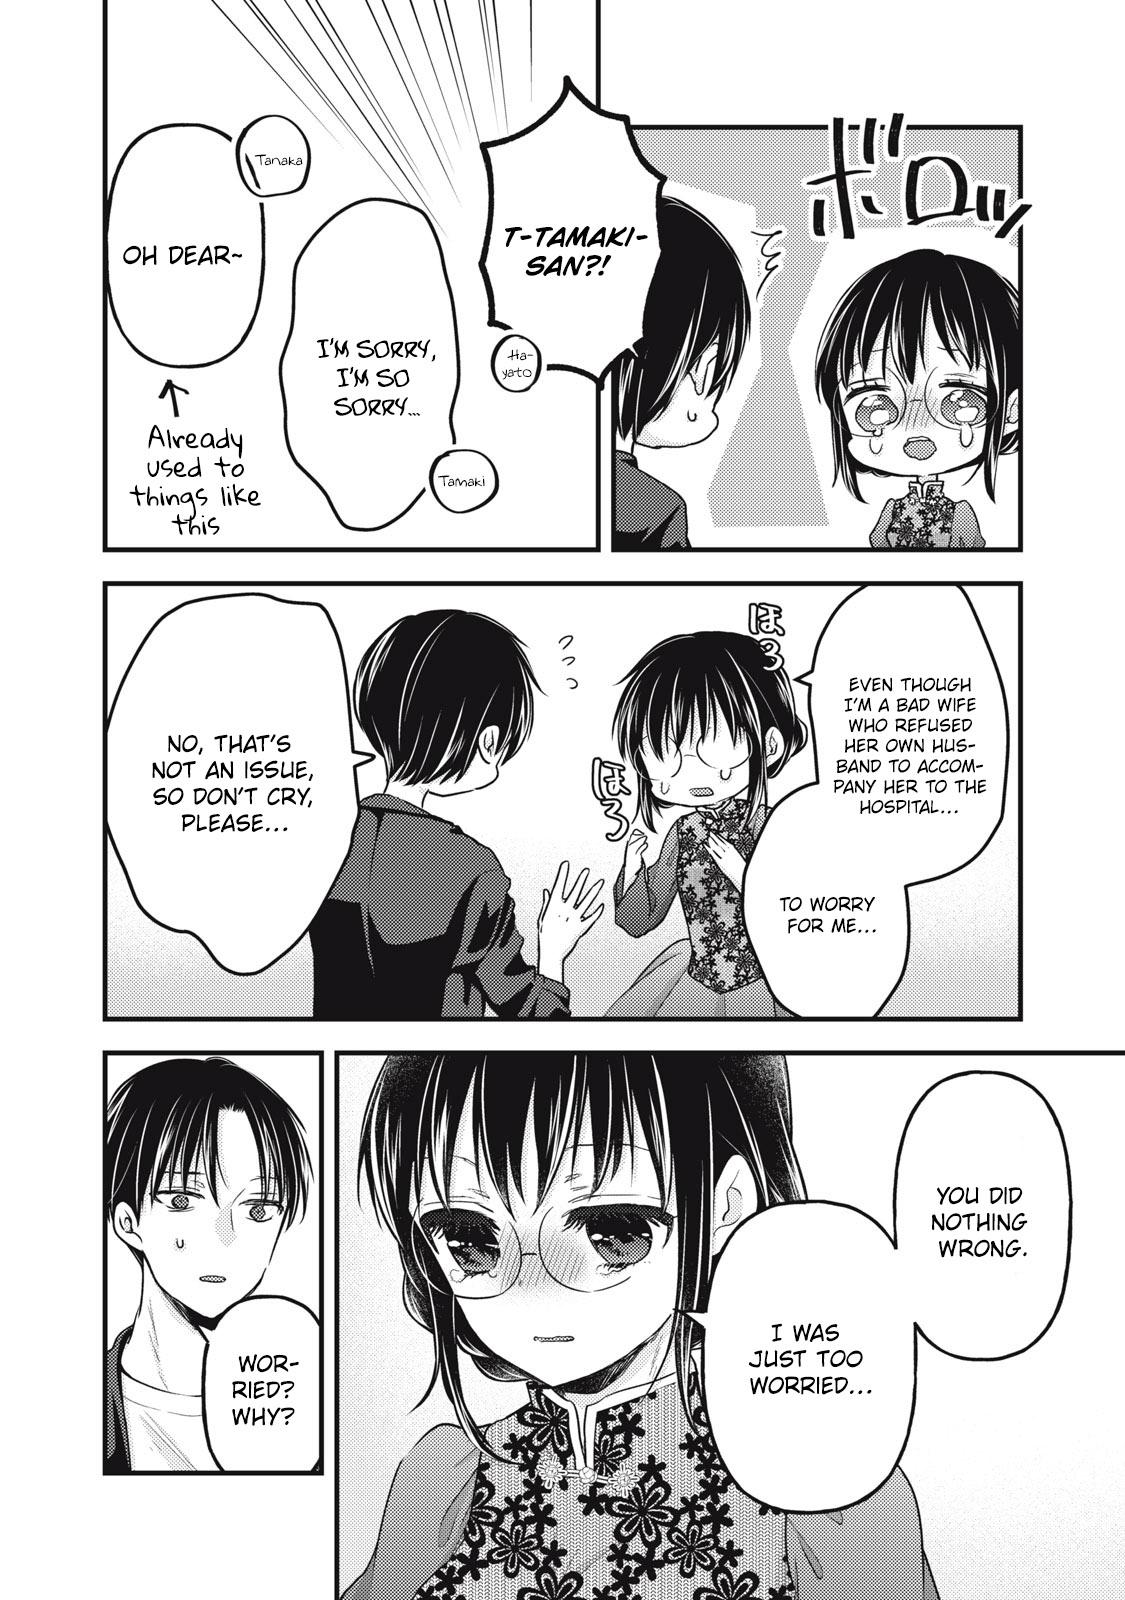 ボロッ
T-TAMAKI-
SAN?!
Ha-
yato
I'M SORRY,
I'M SO
SORRY...
Tamaki
Tanaka
OH DEAR~
Already
used to
things like
this
EVEN THOUGH
I'M A BAD WIFE
WHO REFUSED
HER OWN HUS-
BAND TO ACCOM-
PANY HER TO THE
HOSPITAL...
TO WORRY
FOR ME...
ほろ
ほろ
NO, THAT'S
NOT AN ISSUE,
SO DON'T CRY,
PLEASE...
YOU DID
NOTHING
WRONG.
I WAS
JUST TOO
WORRIED...
WOR-
RIED?
WHY?